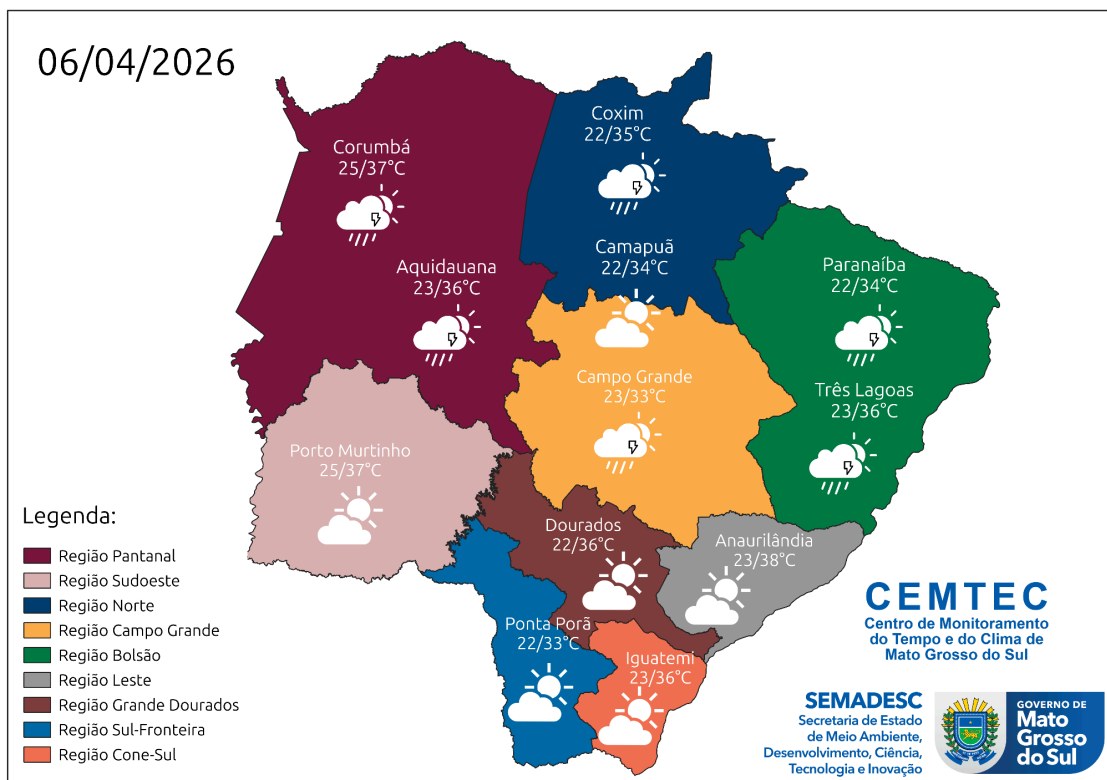 06/04/2026
Coxim
22/35°C
Corumbá
25/37°C
Camapuã
22/34°C
Aquidauana
23/36°C
Paranaíba
22/34°C
Campo Grande
23/33°C
Três Lagoas
23/36°C
Porto Murtinho
25/37°C
Dourados
22/36°C
Anaurilândia
23/38°C
Ponta Porã
22/33°C
Iguatemi
23/36°C
Legenda:
Região Pantanal
Região Sudoeste
Região Norte
Região Campo Grande
Região Bolsão
Região Leste
Região Grande Dourados
Região Sul-Fronteira
Região Cone-Sul
CEMTEC
Centro de Monitoramento
do Tempo e do Clima de
Mato Grosso do Sul
SEMADESC
Secretaria de Estado
de Meio Ambiente,
Desenvolvimento, Ciência,
Tecnologia e Inovação
GOVERNO DE
Mato
Grosso
do Sul